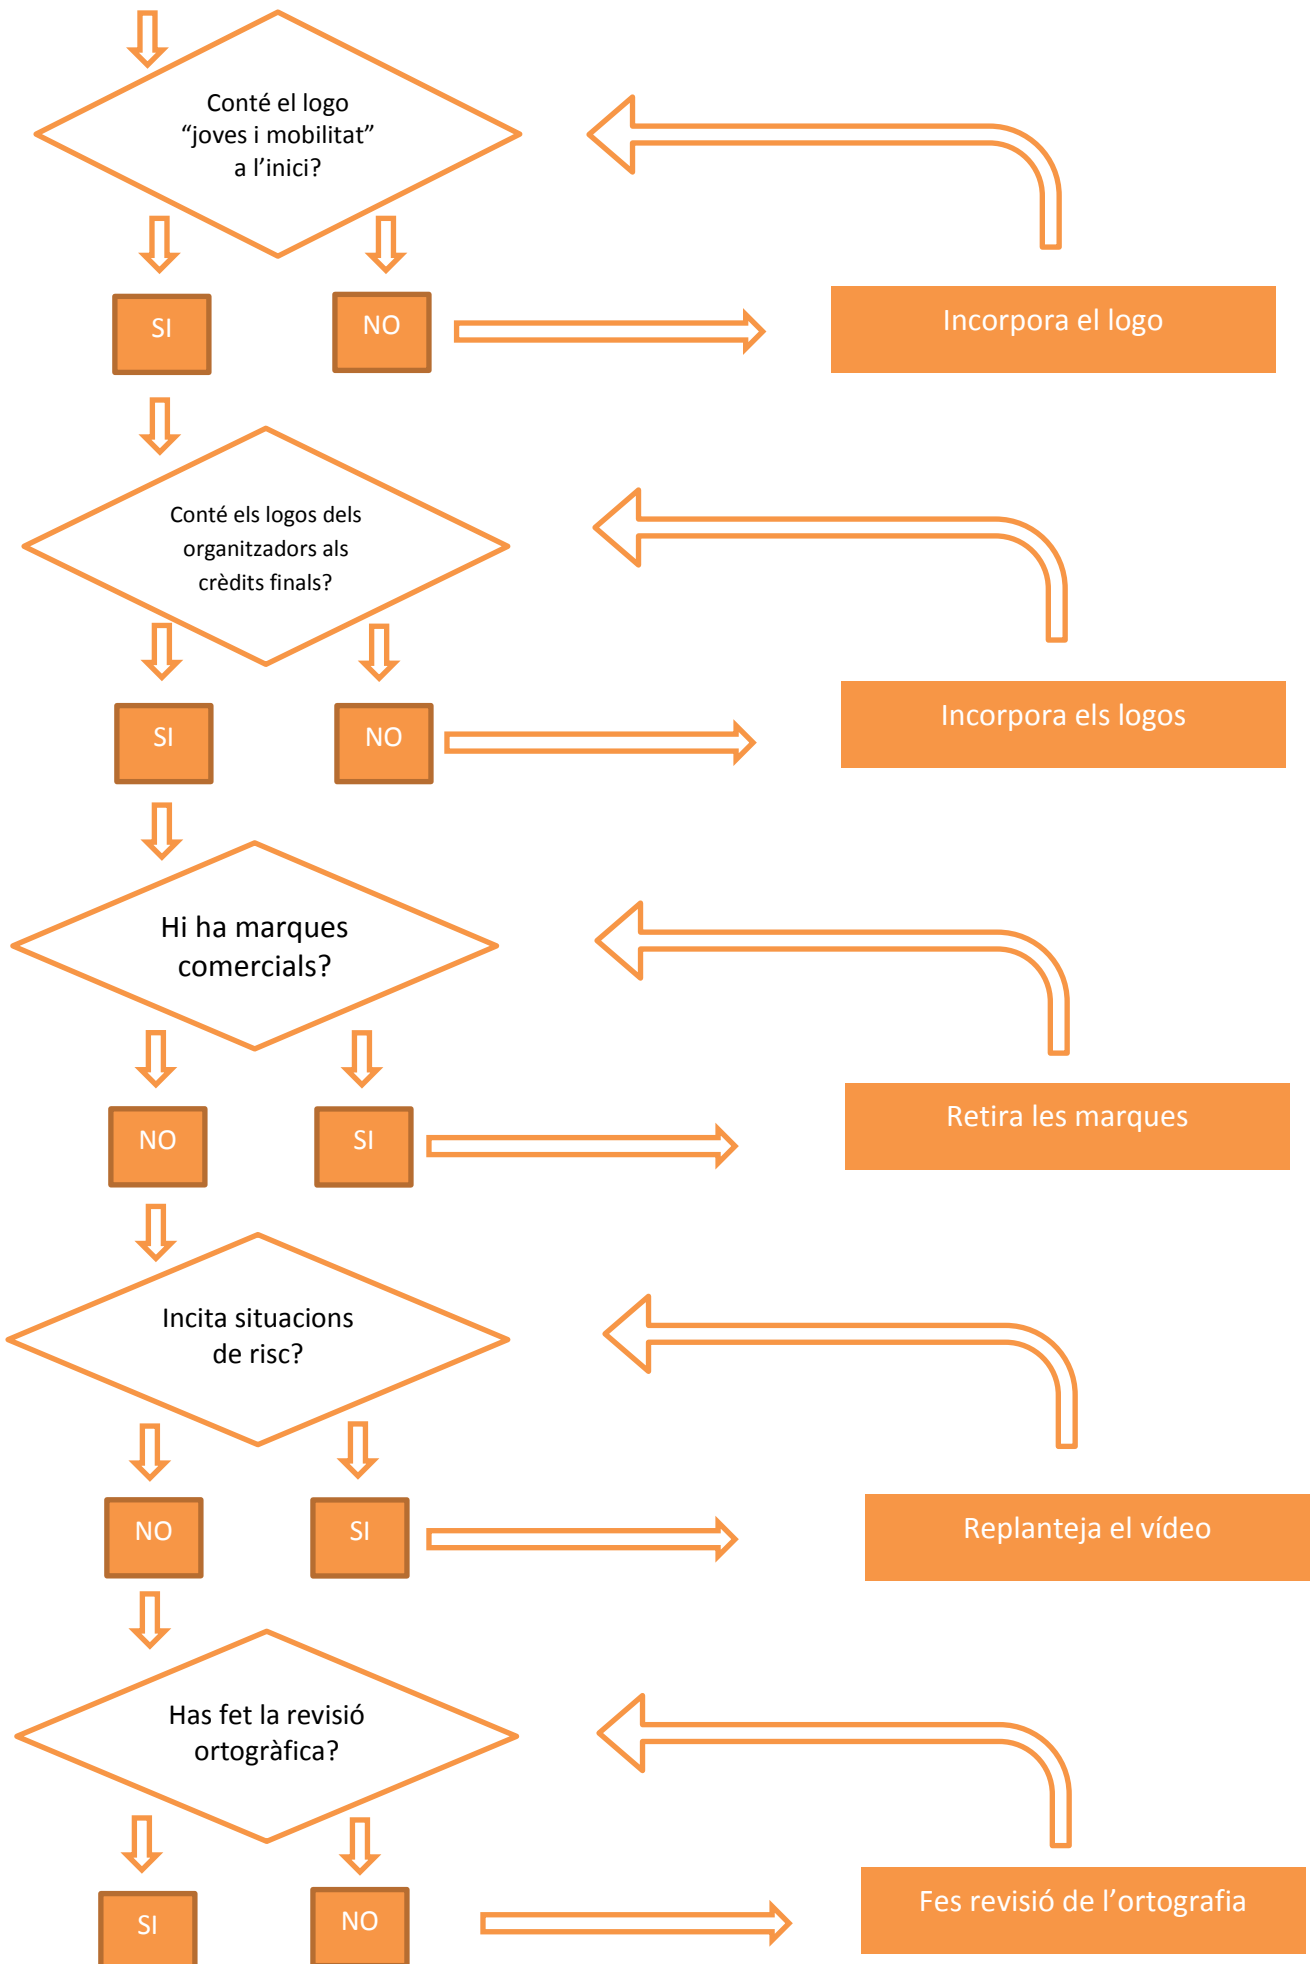 Conté el logo
“joves i mobilitat”
a l’inici?
SI
NO
Incorpora el logo
Conté els logos dels
organitzadors als
crèdits finals?
SI
NO
Incorpora els logos
Hi ha marques
comercials?
NO
SI
Retira les marques
Incita situacions
de risc?
NO
SI
Replanteja el vídeo
Has fet la revisió
ortogràfica?
SI
NO
Fes revisió de l’ortografia